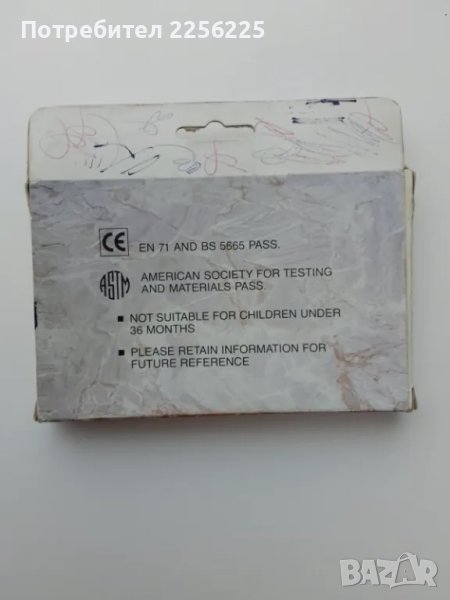 Потребител 2256225
CE EN 71 AND BS 5665 PASS.
ASTM AMERICAN SOCIETY FOR TESTING
AND MATERIALS PASS.
■ NOT SUITABLE FOR CHILDREN UNDER
36 MONTHS
■ PLEASE RETAIN INFORMATION FOR
FUTURE REFERENCE
BAZAR